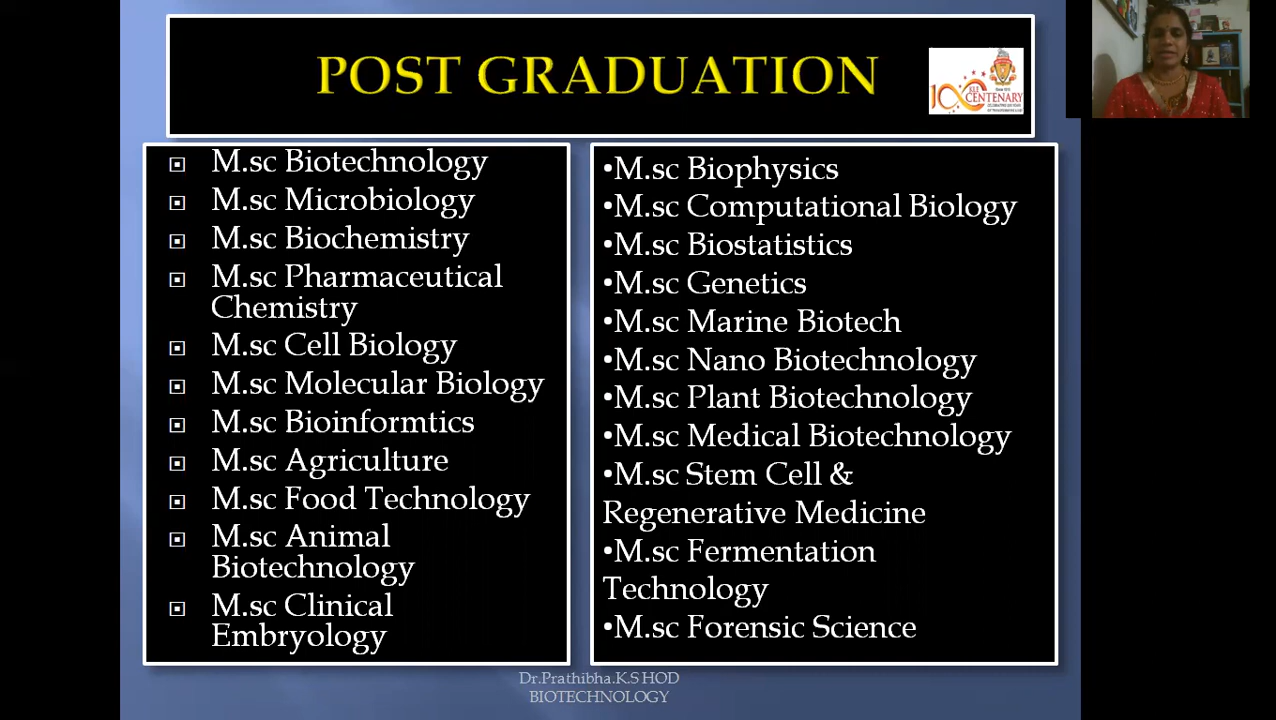 POST GRADUATION
KLE
CENTENARY
M.sc Biotechnology
M.sc Microbiology
M.sc Biochemistry
M.sc Pharmaceutical
Chemistry
M.sc Cell Biology
M.sc Molecular Biology
M.sc Bioinformtics
M.sc Agriculture
M.sc Food Technology
M.sc Animal
Biotechnology
M.sc Clinical
Embryology
•M.sc Biophysics
•M.sc Computational Biology
•M.sc Biostatistics
•M.sc Genetics
•M.sc Marine Biotech
•M.sc Nano Biotechnology
•M.sc Plant Biotechnology
•M.sc Medical Biotechnology
•M.sc Stem Cell &
Regenerative Medicine
•M.sc Fermentation
Technology
•M.sc Forensic Science
Dr.Prathibha.K.S HOD
BIOTECHNOLOGY